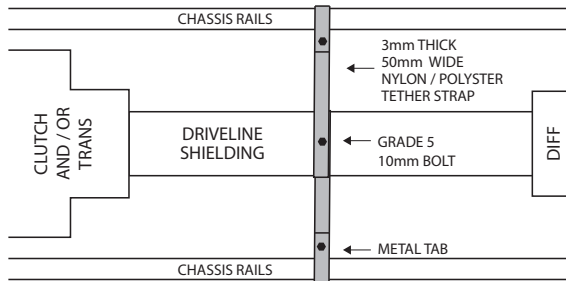 CHASSIS RAILS
3mm THICK
50mm WIDE
NYLON / POLYSTER
TETHER STRAP
CLUTCH
AND / OR
TRANS
DRIVELINE
SHIELDING
GRADE 5
10mm BOLT
DIFF
METAL TAB
CHASSIS RAILS